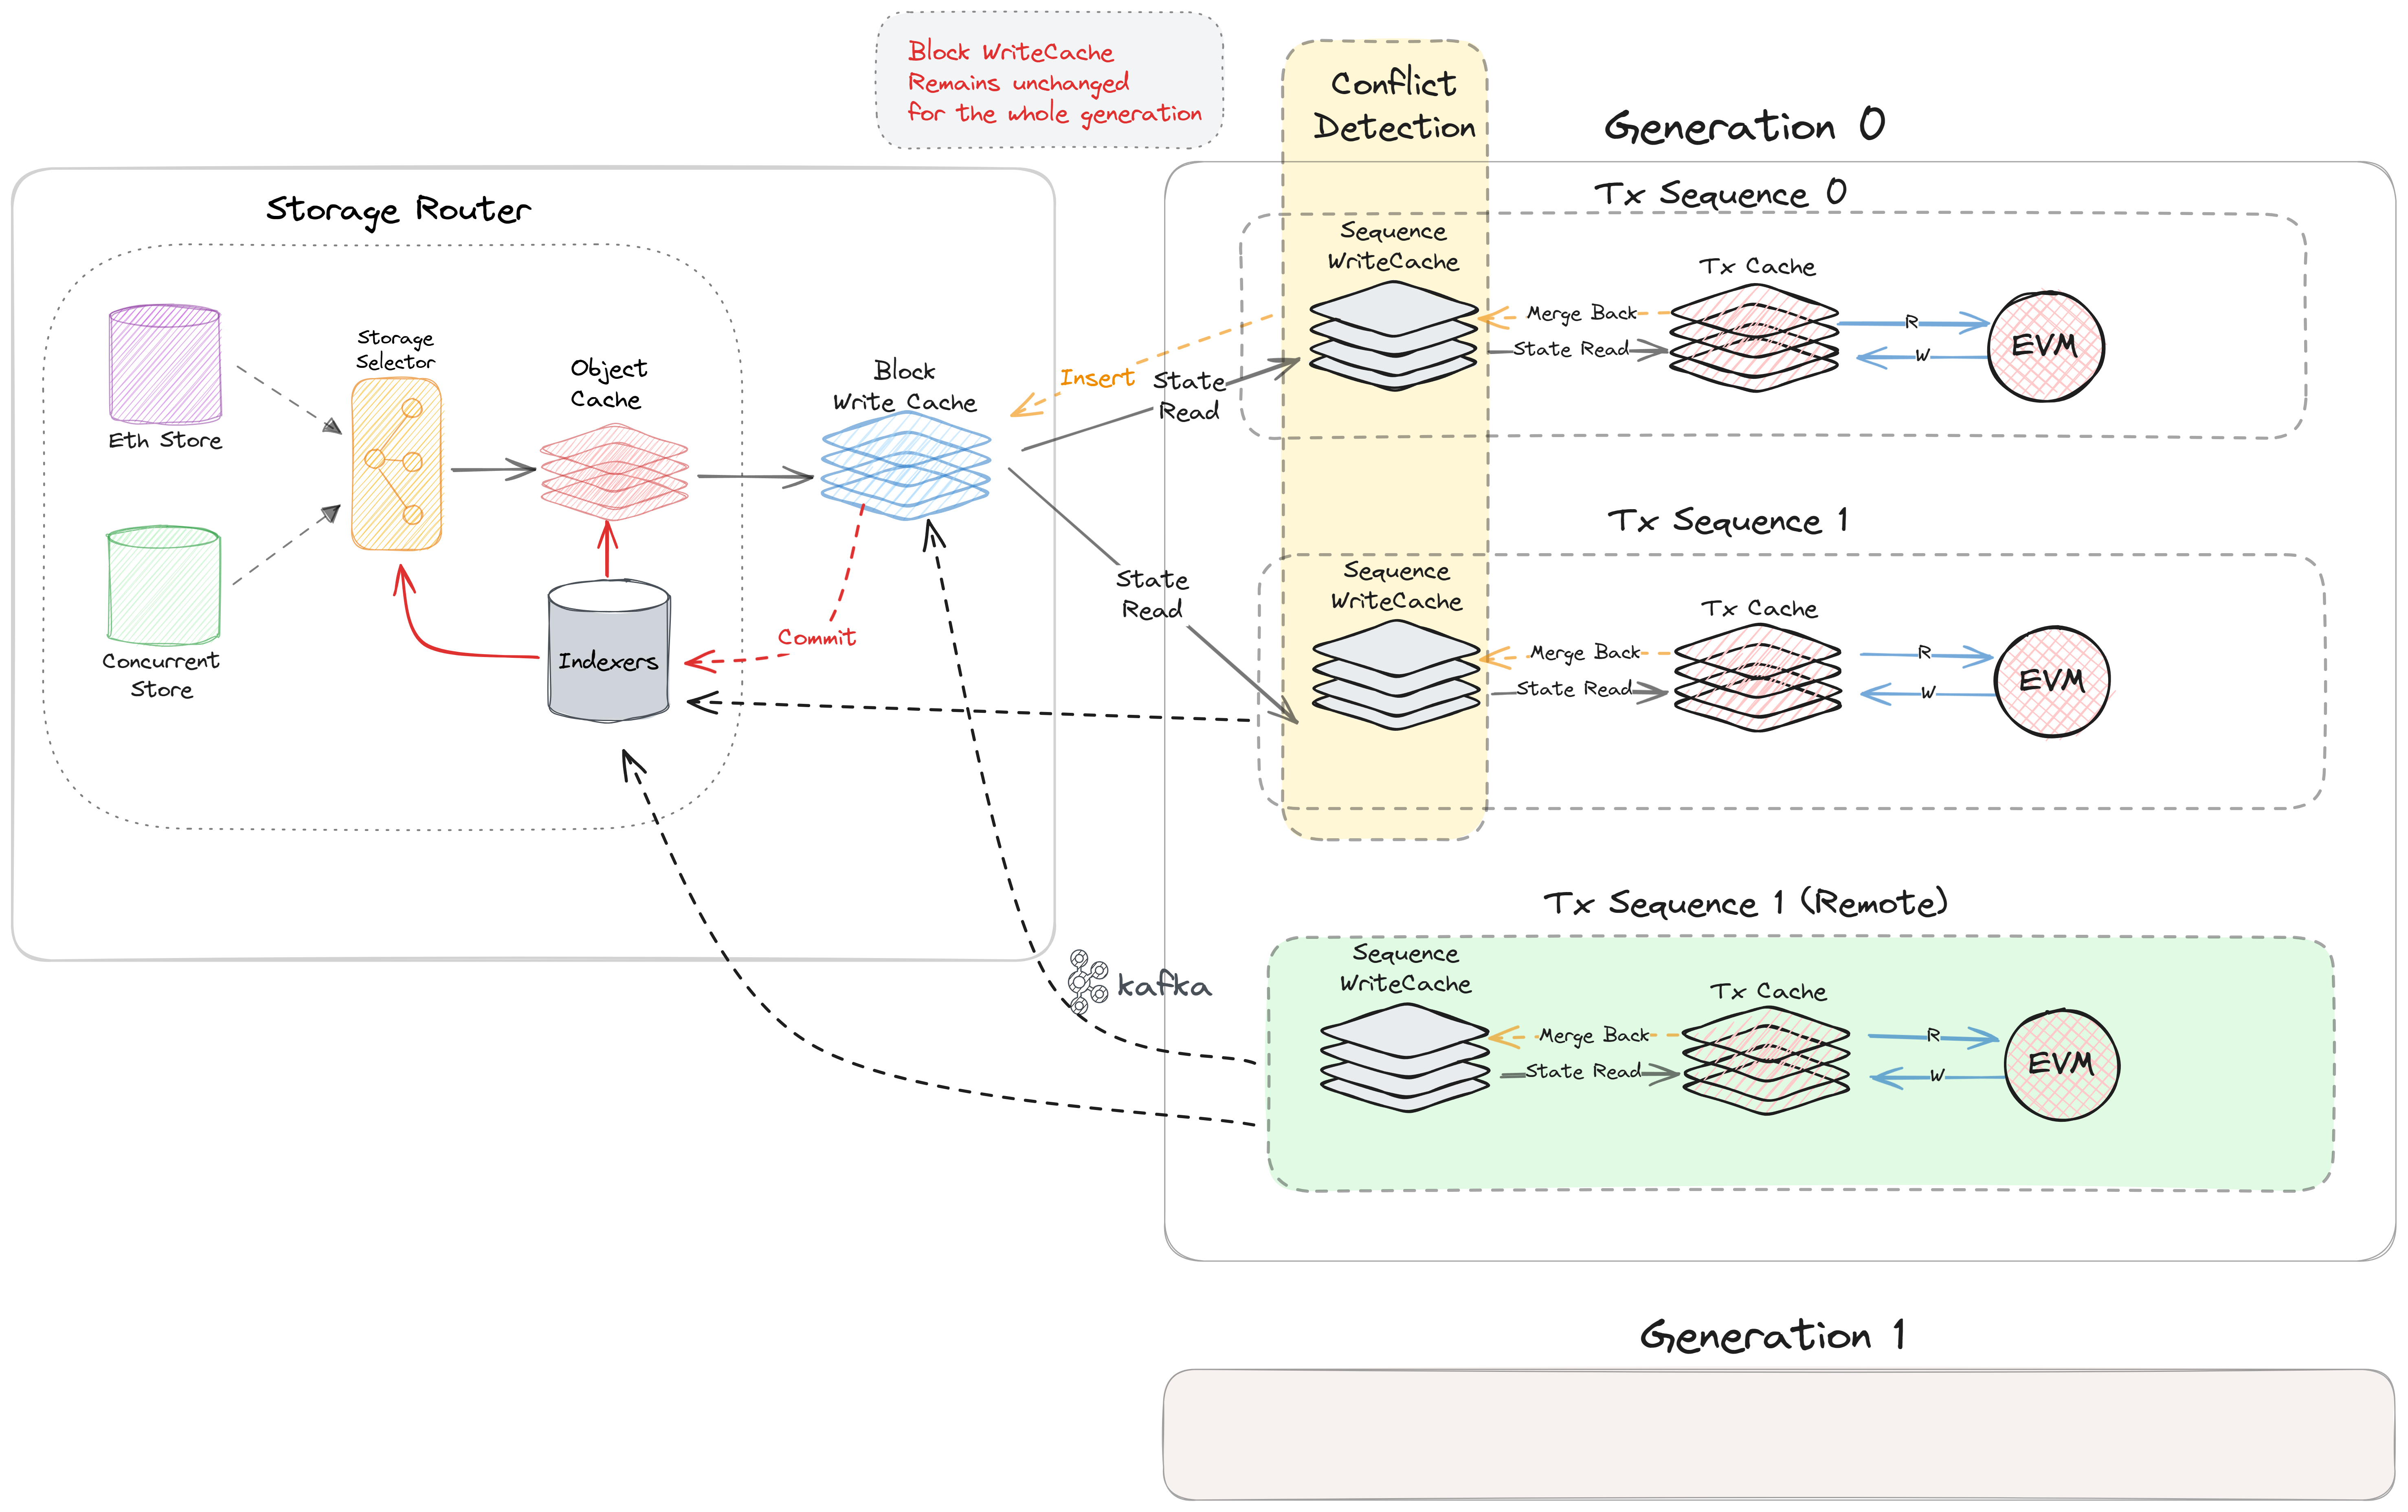 Block WriteCache
Remains unchanged
for the whole generation
Conflict
Detection
Generation 0
Storage Router
Eth Store
Concurrent
Store
Storage
Selector
Object
Cache
Indexers
Block
Write Cache
Commit
Insert
State
Read
State
Read
kafka
Tx Sequence 0
Sequence
WriteCache
Merge Back
State Read
Tx Cache
R
W
EVM
Tx Sequence 1
Sequence
WriteCache
Merge Back
State Read
Tx Cache
R
W
EVM
Tx Sequence 1 (Remote)
Sequence
WriteCache
Merge Back
State Read
Tx Cache
R
W
EVM
Generation 1